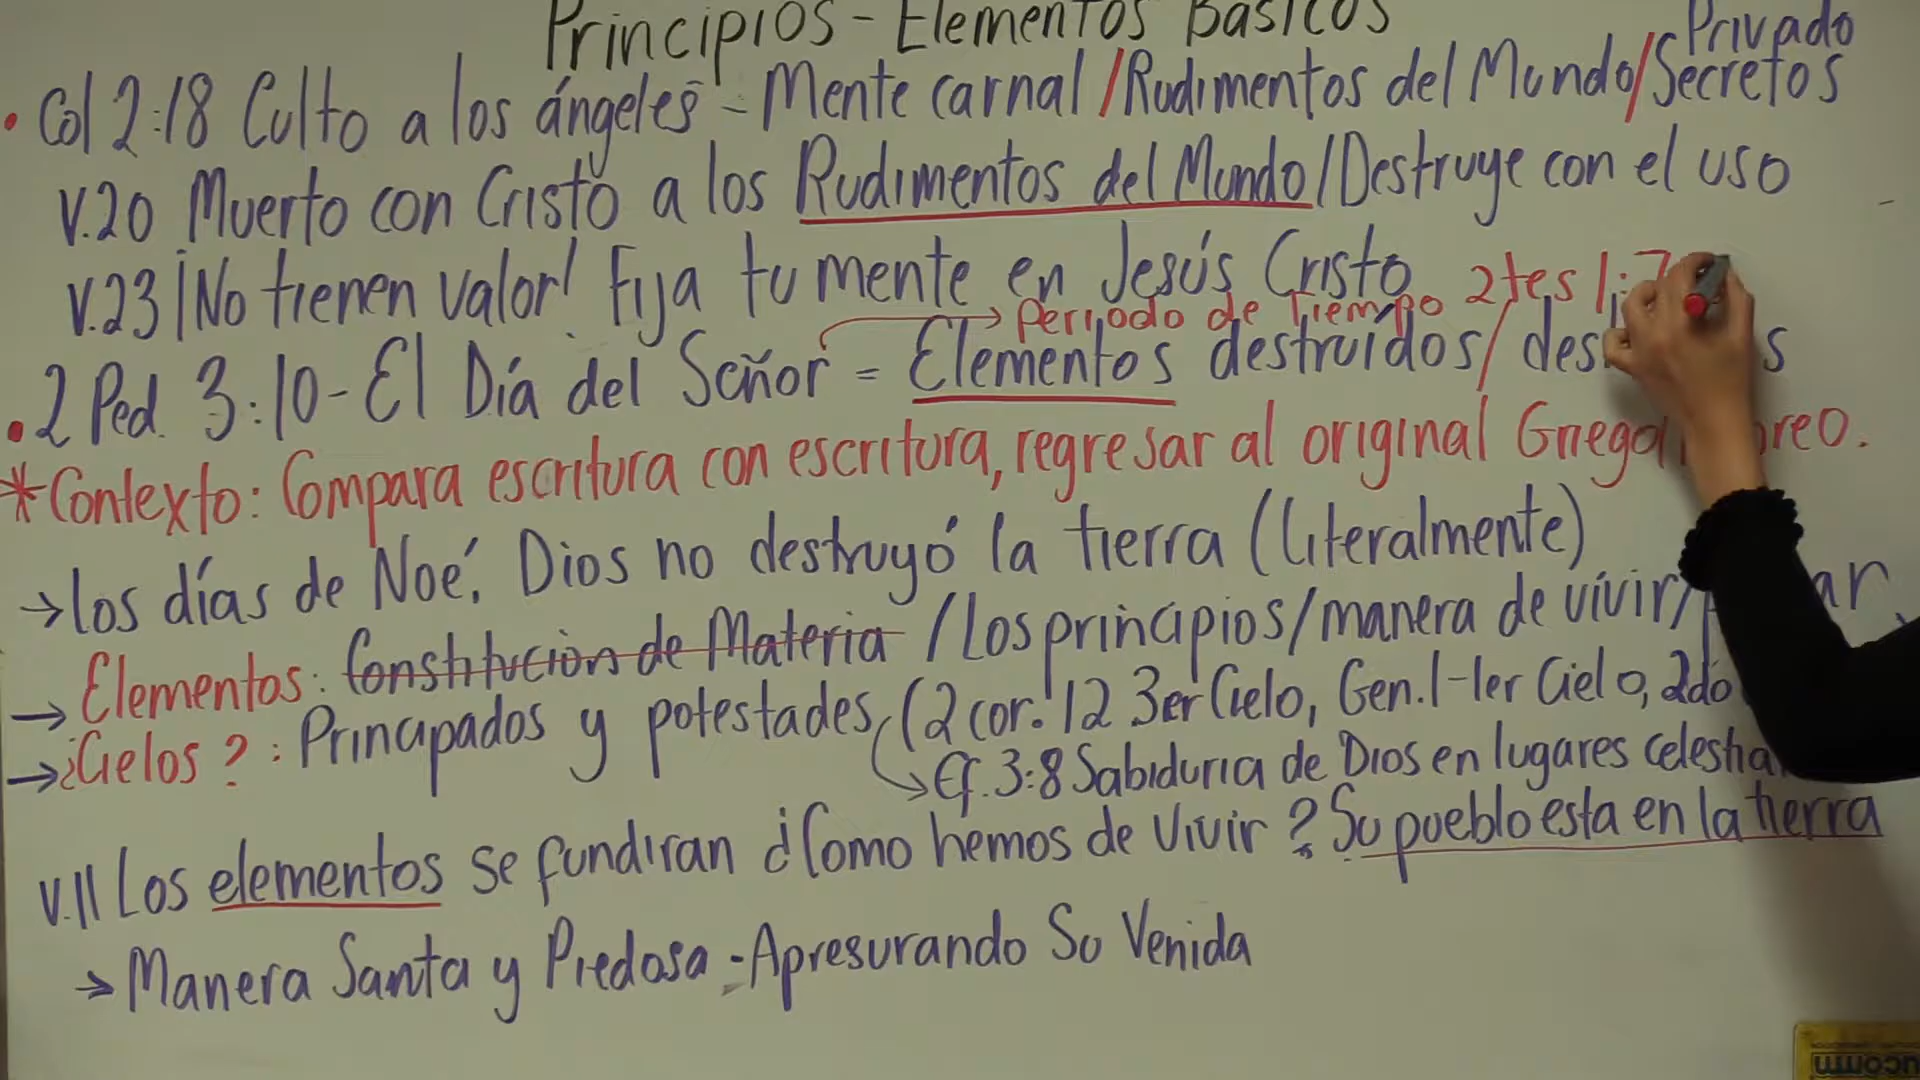 Principios - Elementos Basicos
Privado
• Col 2:18 Culto a los ángeles - Mente carnal / Rudimentos del Mundo / Secretos
V.20 Muerto con Cristo a los Rudimentos del Mundo / Destruye con el uso
V.23 ¡No tienen valor! Fija tu mente en Jesús Cristo
→ Periodo de Tiempo 2 tes 1:7
• 2 Ped. 3:10 - El Día del Señor = Elementos destruídos /
* Contexto: Compara escritura con escritura, regresar al original Griego
→ los días de Noé: Dios no destruyó la tierra (literalmente)
→ Elementos: Constitución de Materia / Los principios / manera de vívir /
→ ¿Cielos?: Principados y potestades, (2 cor. 12 3er Cielo, Gen. 1-1er Cielo, 2do
→ Ef. 3:8 Sabiduria de Dios en lugares
V.11 Los elementos se fundiran ¿Como hemos de Vivir? Su pueblo esta en la tierra
→ Manera Santa y Piedosa - Apresurando Su Venida